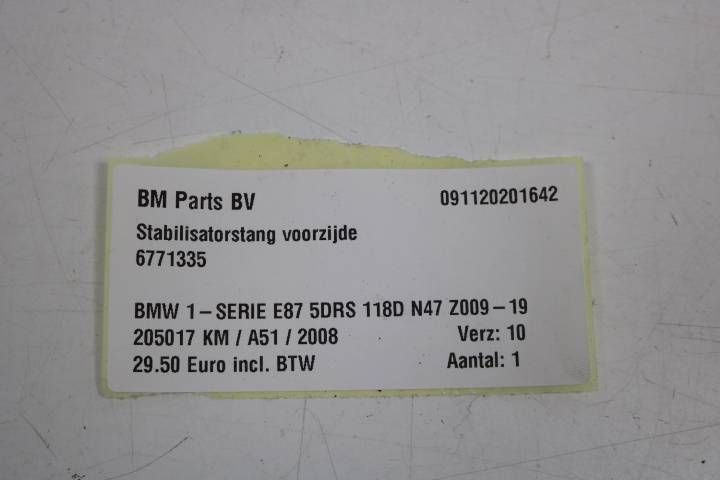 BM Parts BV 091120201642
Stabilisatorstang voorzijde
6771335
BMW 1-SERIE E87 5DRS 118D N47 Z009-19
205017 KM / A51 / 2008 Verz: 10
29.50 Euro incl. BTW Aantal: 1